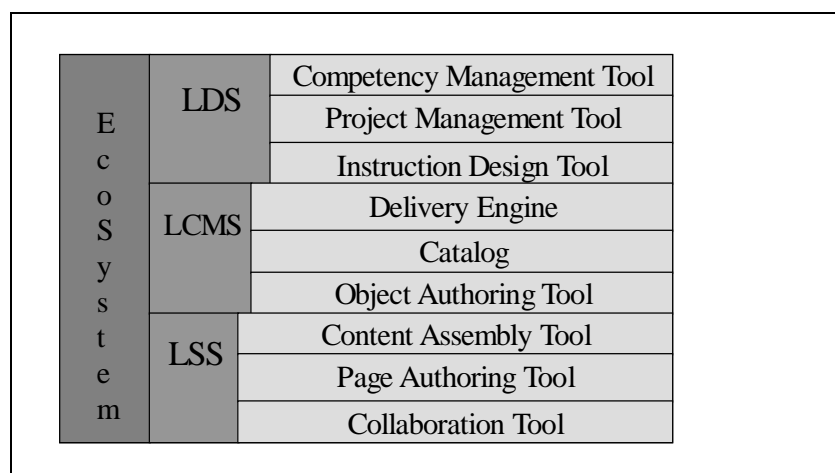 EcoSystem
LDS
Competency Management Tool
Project Management Tool
Instruction Design Tool
LCMS
Delivery Engine
Catalog
Object Authoring Tool
LSS
Content Assembly Tool
Page Authoring Tool
Collaboration Tool